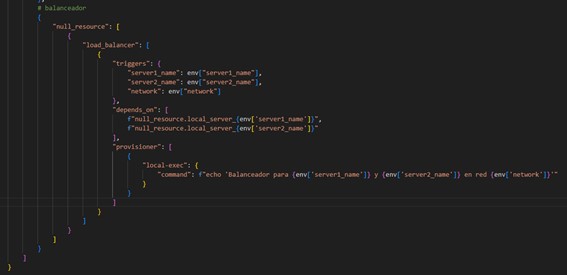 },
# balanceador
{
"null_resource": [
{
"load_balancer": [
{
"triggers": {
"server1_name": env["server1_name"],
"server2_name": env["server2_name"],
"network": env["network"]
},
"depends_on": [
f"null_resource.local_server_{env['server1_name']}",
f"null_resource.local_server_{env['server2_name']}"
],
"provisioner": [
{
"local-exec": {
"command": f"echo 'Balanceador para {env['server1_name']} y {env['server2_name']} en red {env['network']}'"
}
}
]
}
]
}
]
}
]
}